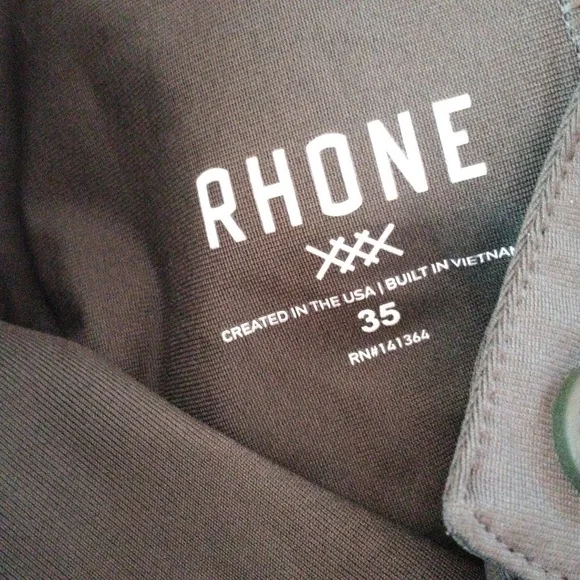 RHONE
CREATED IN THE USA | BUILT IN VIETNAM
35
RN#141364